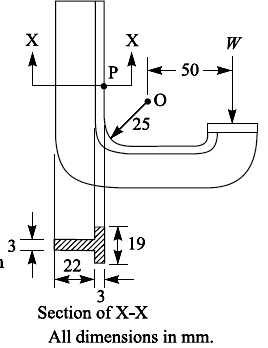 X
X
W
P
50
O
25
3
19
n
22
3
Section of X-X
All dimensions in mm.